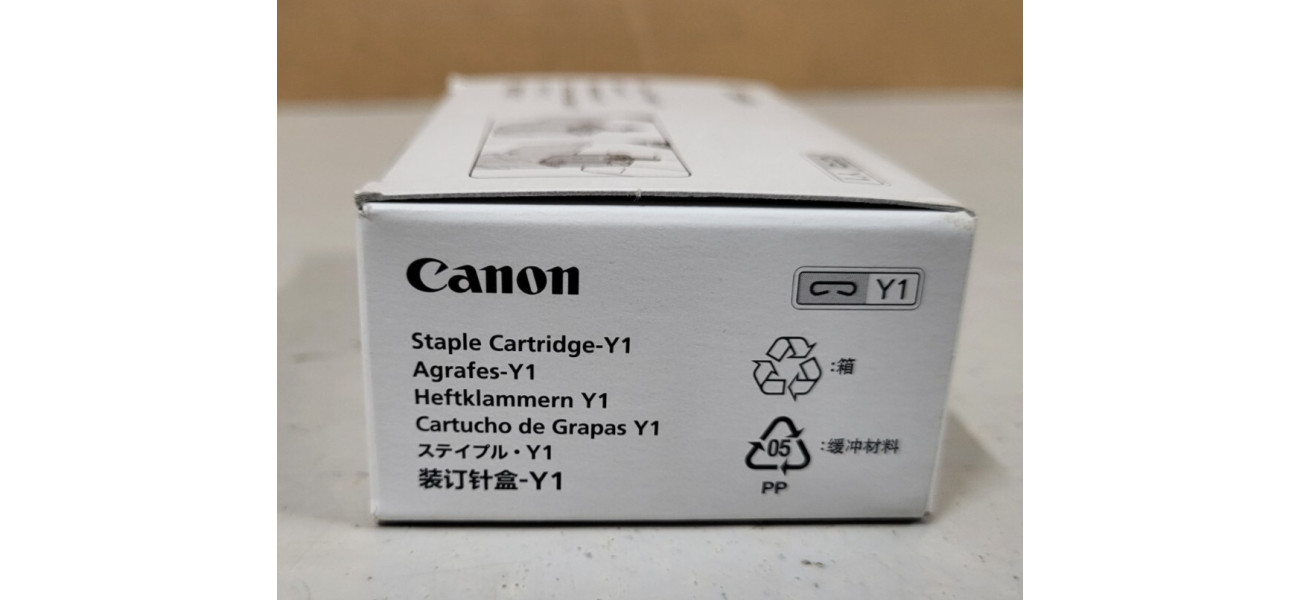 Canon
Y1
Staple Cartridge-Y1
Agrafes-Y1
Heftklammern Y1
Cartucho de Grapas Y1
ステイプル・Y1
装订针盒-Y1
:箱
05
:缓冲材料
PP